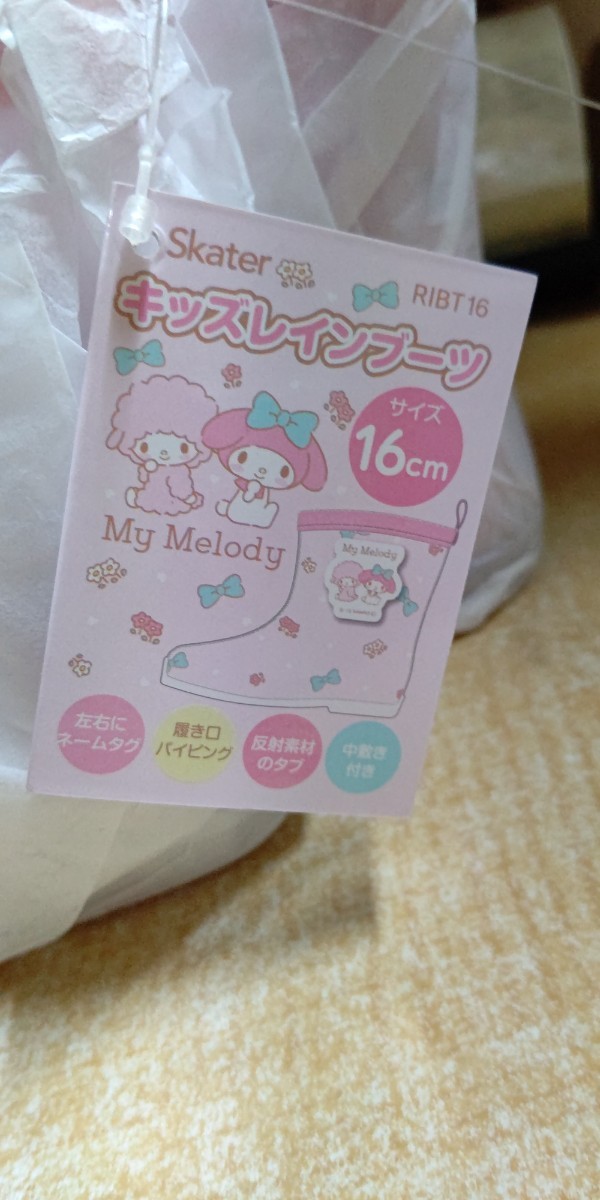 Skater
RIBT16
キッズレインブーツ
サイズ
16cm
My Melody
My Melody
左右に
ネームタグ
履き口
パイピング
反射素材
のタブ
中敷き
付き